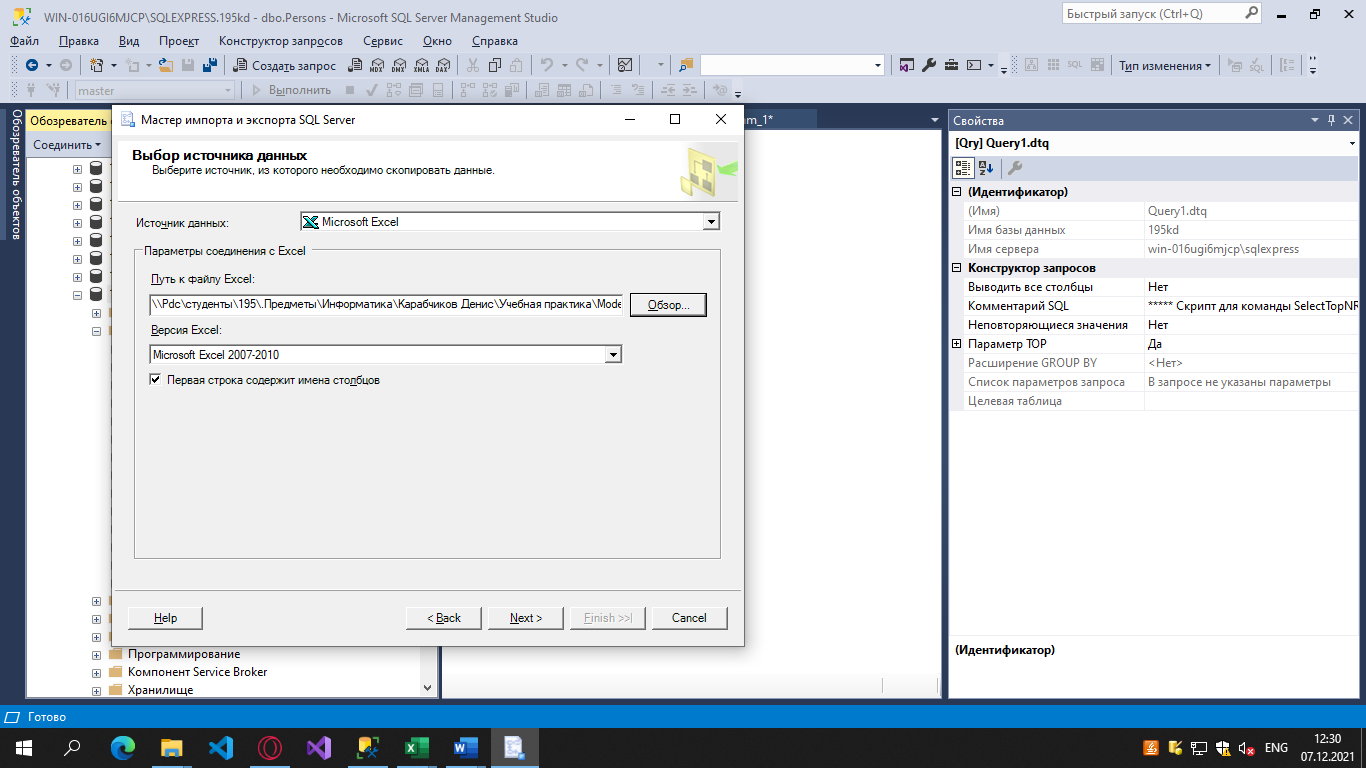 WIN-016UGI6MJCP\SQLEXPRESS.195kd - dbo.Persons - Microsoft SQL Server Management Studio
Быстрый запуск (Ctrl+Q)
Файл Правка Вид Проект Конструктор запросов Сервис Окно Справка
Создать запрос
MDX DMX XMLA DAX
SQL
Тип изменения
master
Выполнить
Обозреватель объектов
Обозреватель
Соединить
Программирование
Компонент Service Broker
Хранилище
Мастер импорта и экспорта SQL Server
Выбор источника данных
Выберите источник, из которого необходимо скопировать данные.
Источник данных: Microsoft Excel
Параметры соединения с Excel
Путь к файлу Excel:
\\Pdc\студенты\195\.Предметы\Информатика\Карабчиков Денис\Учебная практика\Mode
Обзор...
Версия Excel:
Microsoft Excel 2007-2010
Первая строка содержит имена столбцов
Help < Back Next > Finish >>| Cancel
am_1*
Свойства
[Qry] Query1.dtq
(Идентификатор)
(Имя) Query1.dtq
Имя базы данных 195kd
Имя сервера win-016ugi6mjcp\sqlexpress
Конструктор запросов
Выводить все столбцы Нет
Комментарий SQL ***** Скрипт для команды SelectTopNR
Неповторяющиеся значения Нет
Параметр TOP Да
Расширение GROUP BY <Нет>
Список параметров запроса В запросе не указаны параметры
Целевая таблица
(Идентификатор)
Готово
ENG
12:30
07.12.2021